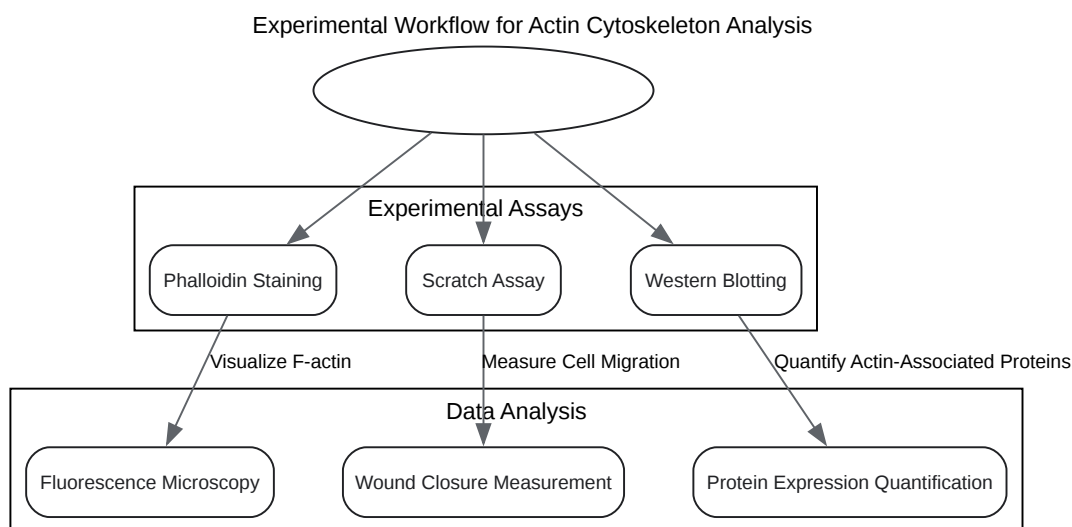 Experimental Workflow for Actin Cytoskeleton Analysis
Experimental Assays
Phalloidin Staining
Scratch Assay
Western Blotting
Visualize F-actin
Measure Cell Migration
Quantify Actin-Associated Proteins
Data Analysis
Fluorescence Microscopy
Wound Closure Measurement
Protein Expression Quantification